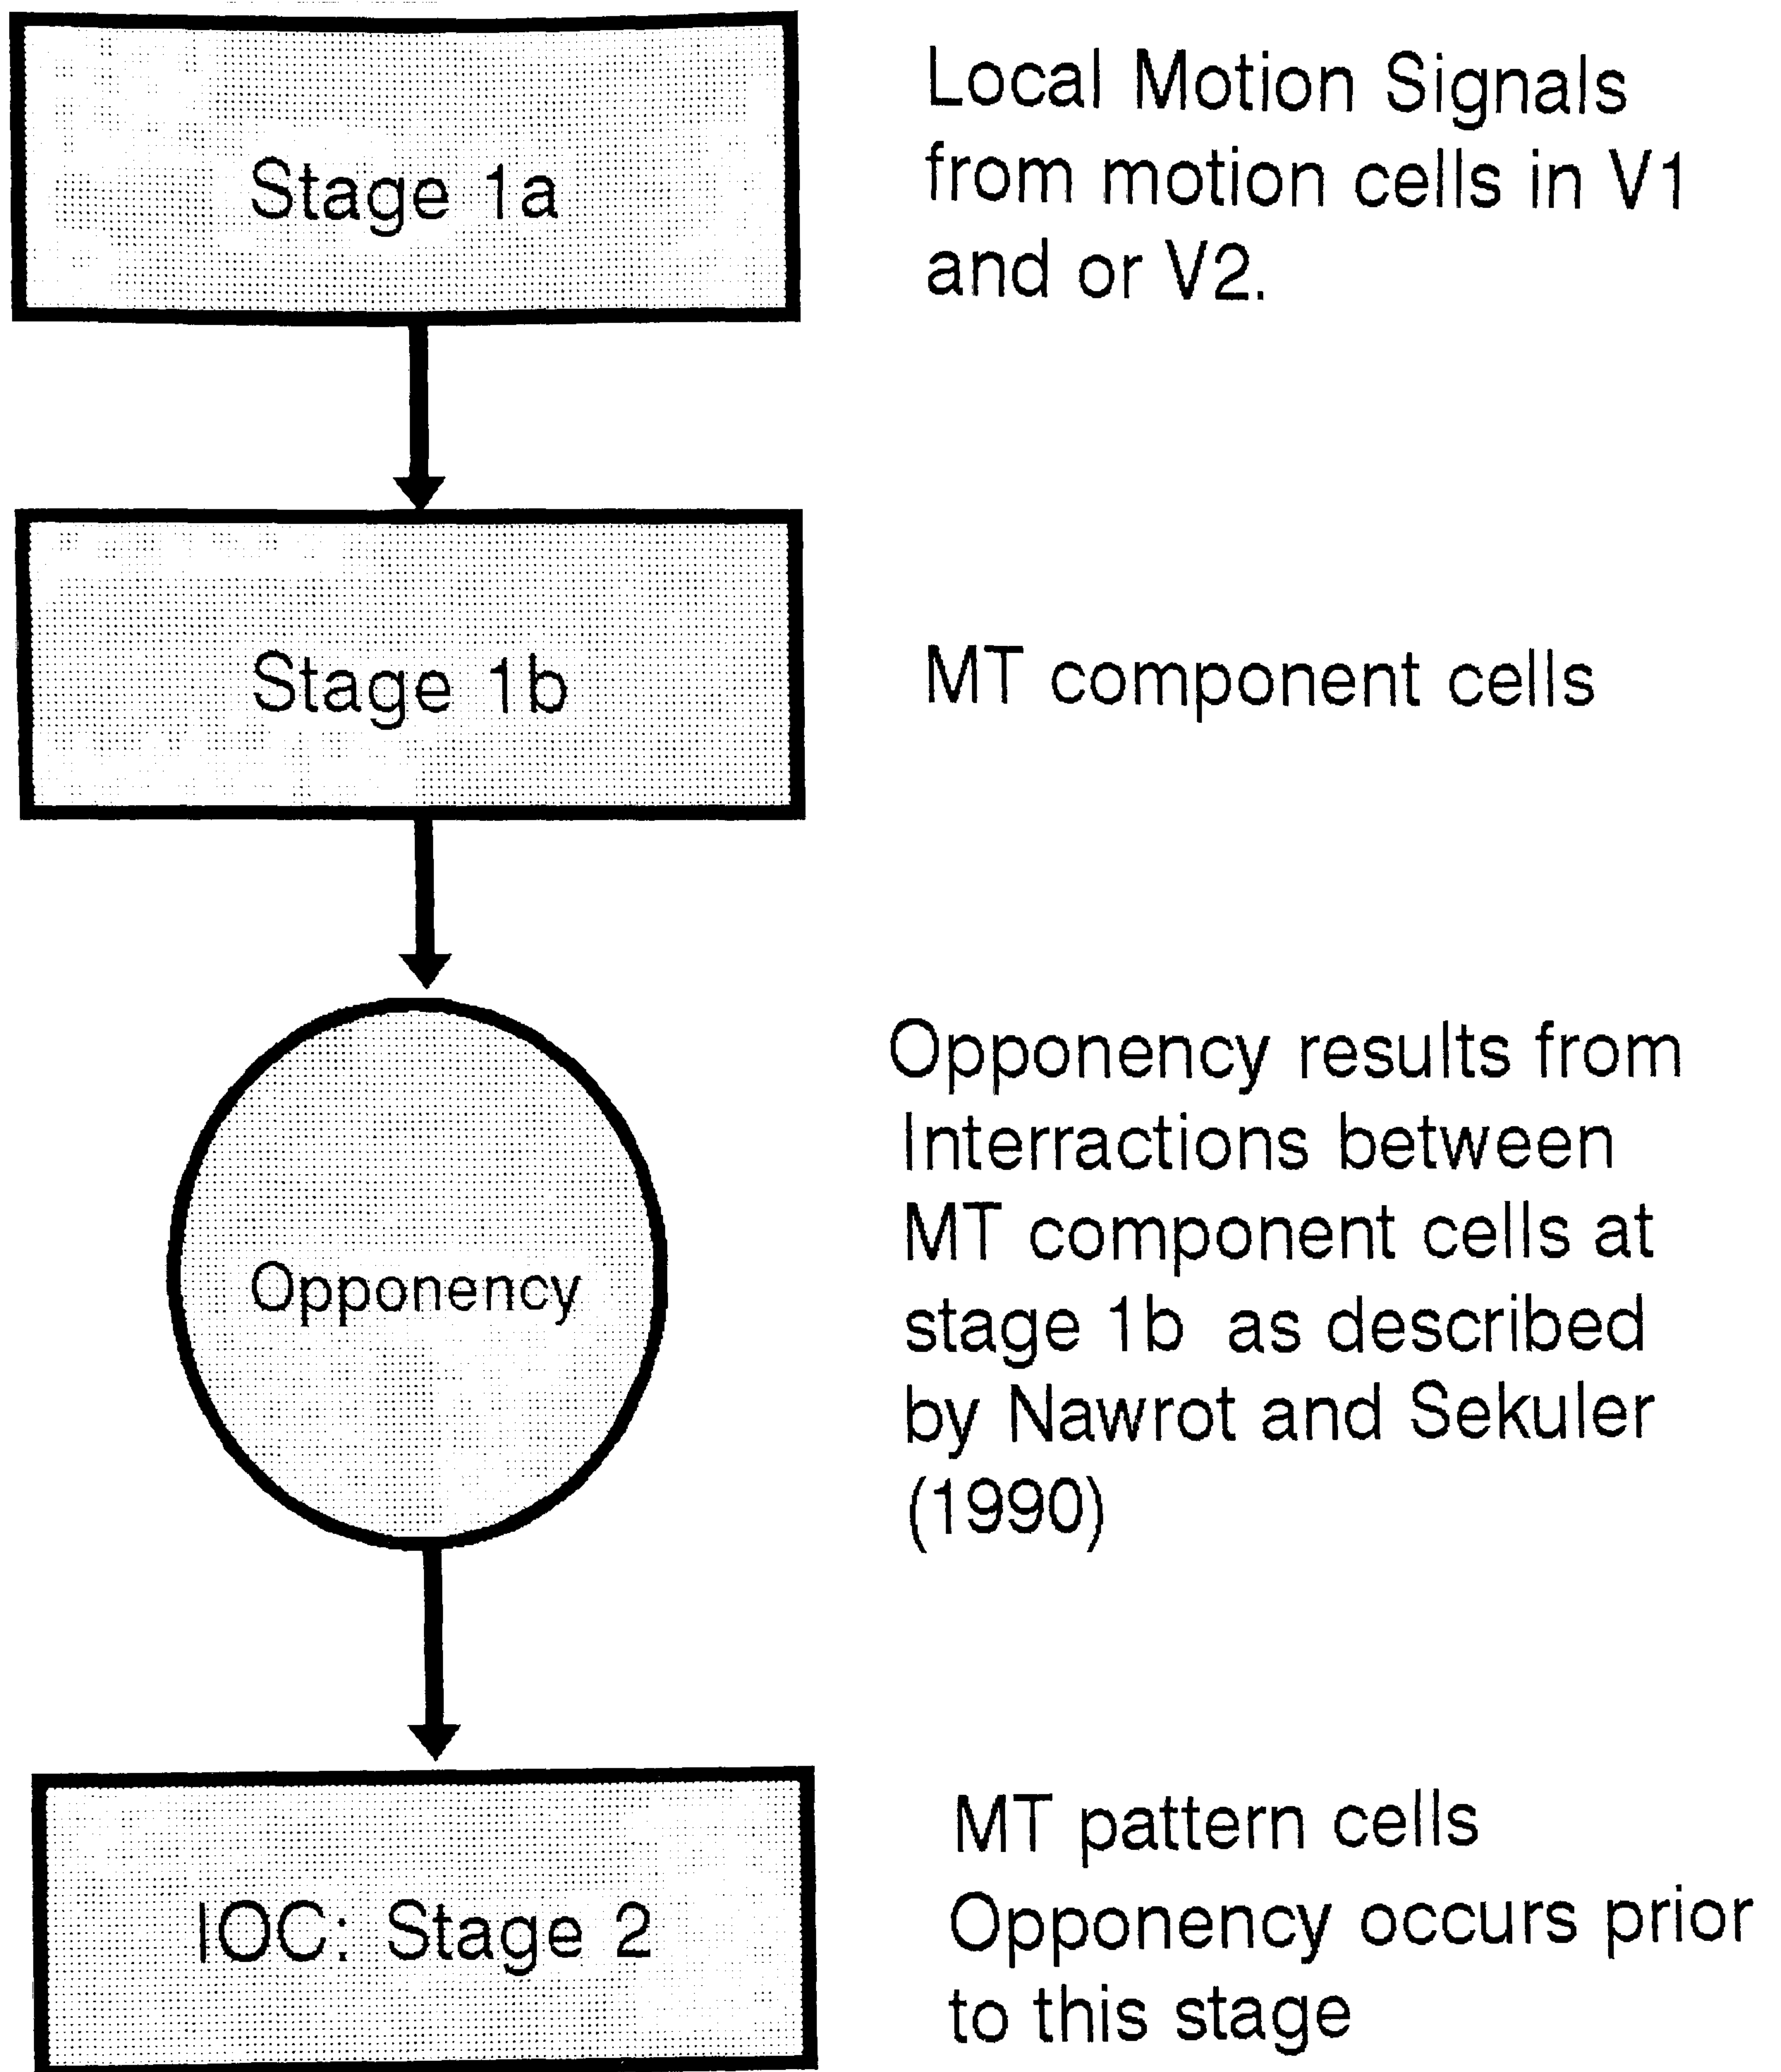 Stage 1a
Local Motion Signals
from motion cells in V1
and or V2.
Stage 1b
MT component cells
Opponency
Opponency results from
Interractions between
MT component cells at
stage 1b as described
by Nawrot and Sekuler
(1990)
IOC: Stage 2
MT pattern cells
Opponency occurs prior
to this stage